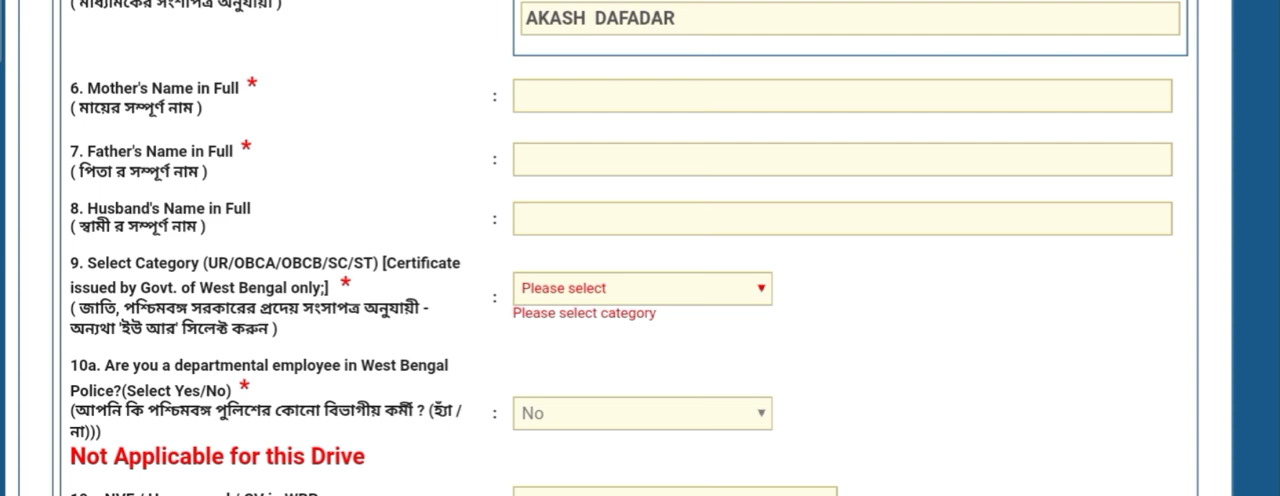 ( মাধ্যমিকের সংশাপত্র অনুযায়ী )
AKASH DAFADAR
6. Mother's Name in Full *
( মায়ের সম্পূর্ণ নাম )
:
7. Father's Name in Full *
( পিতা র সম্পূর্ণ নাম )
:
8. Husband's Name in Full
( স্বামী র সম্পূর্ণ নাম )
:
9. Select Category (UR/OBCA/OBCB/SC/ST) [Certificate
issued by Govt. of West Bengal only;] *
( জাতি, পশ্চিমবঙ্গ সরকারের প্রদেয় সংসাপত্র অনুযায়ী -
অন্যথা 'ইউ আর' সিলেক্ট করুন )
:
Please select
Please select category
10a. Are you a departmental employee in West Bengal
Police?(Select Yes/No) *
(আপনি কি পশ্চিমবঙ্গ পুলিশের কোনো বিভাগীয় কর্মী ? (হ্যাঁ /
না)))
:
No
Not Applicable for this Drive